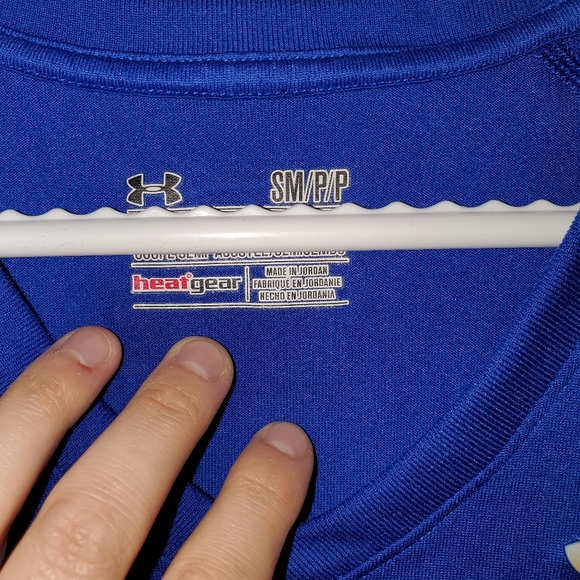 SM/P/P
heatgear
MADE IN JORDAN
FABRIQUÉ EN JORDANIE
HECHO EN JORDANIA